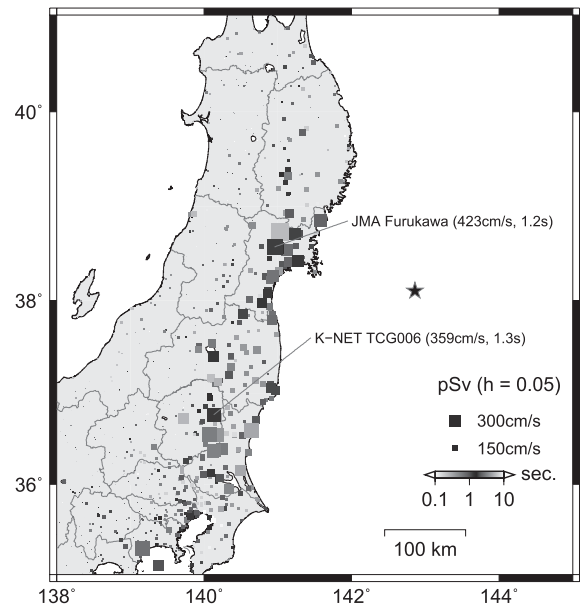 40°
JMA Furukawa (423cm/s, 1.2s)
38°
K−NET TCG006 (359cm/s, 1.3s)
pSv (h = 0.05)
300cm/s
150cm/s
36°
sec.
0.1 1 10
100 km
138° 140° 142° 144°